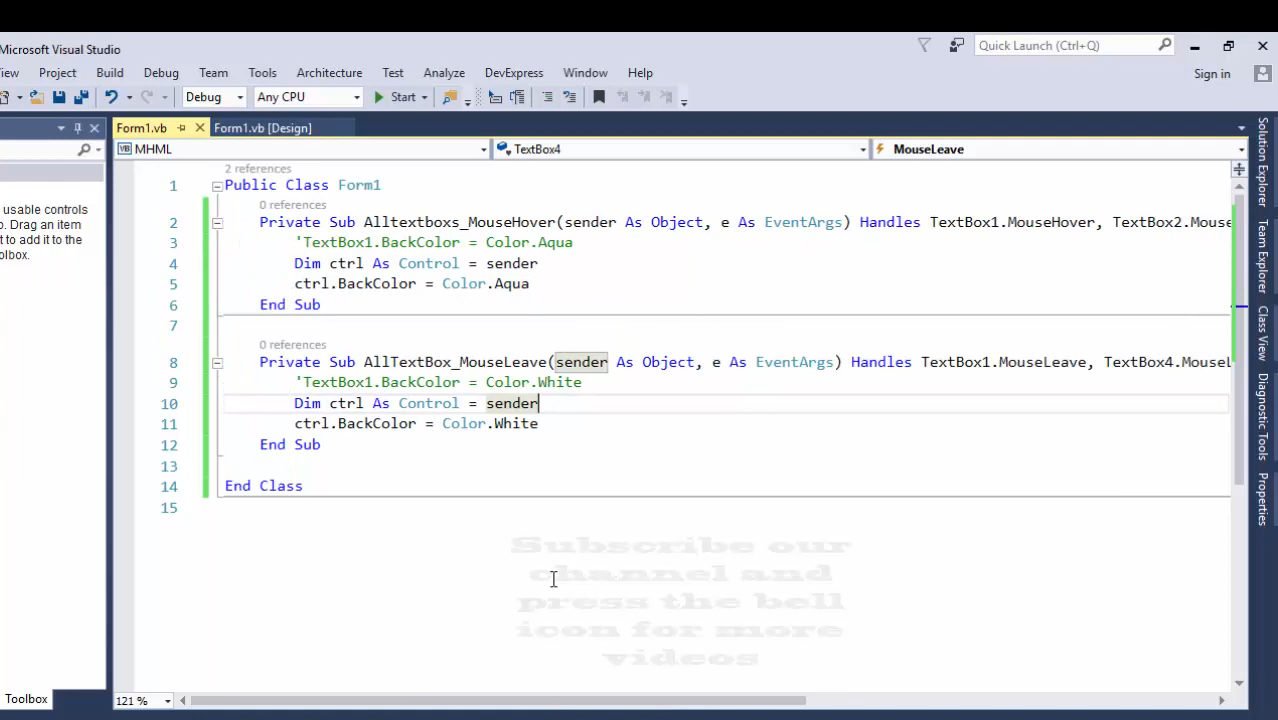 Microsoft Visual Studio
Quick Launch (Ctrl+Q)
iew Project Build Debug Team Tools Architecture Test Analyze DevExpress Window Help
Sign in
Debug Any CPU Start
Form1.vb Form1.vb [Design]
MHML TextBox4 MouseLeave
2 references
1 Public Class Form1
0 references
2 Private Sub Alltextboxs_MouseHover(sender As Object, e As EventArgs) Handles TextBox1.MouseHover, TextBox2.Mouse
3 'TextBox1.BackColor = Color.Aqua
4 Dim ctrl As Control = sender
5 ctrl.BackColor = Color.Aqua
6 End Sub
7
0 references
8 Private Sub AllTextBox_MouseLeave(sender As Object, e As EventArgs) Handles TextBox1.MouseLeave, TextBox4.MouseL
9 'TextBox1.BackColor = Color.White
10 Dim ctrl As Control = sender
11 ctrl.BackColor = Color.White
12 End Sub
13
14 End Class
15
usable controls
p. Drag an item
t to add it to the
olbox.
Subscribe our
channel and
press the bell
icon for more
videos
Solution Explorer
Team Explorer
Class View
Diagnostic Tools
Properties
Toolbox
121 %